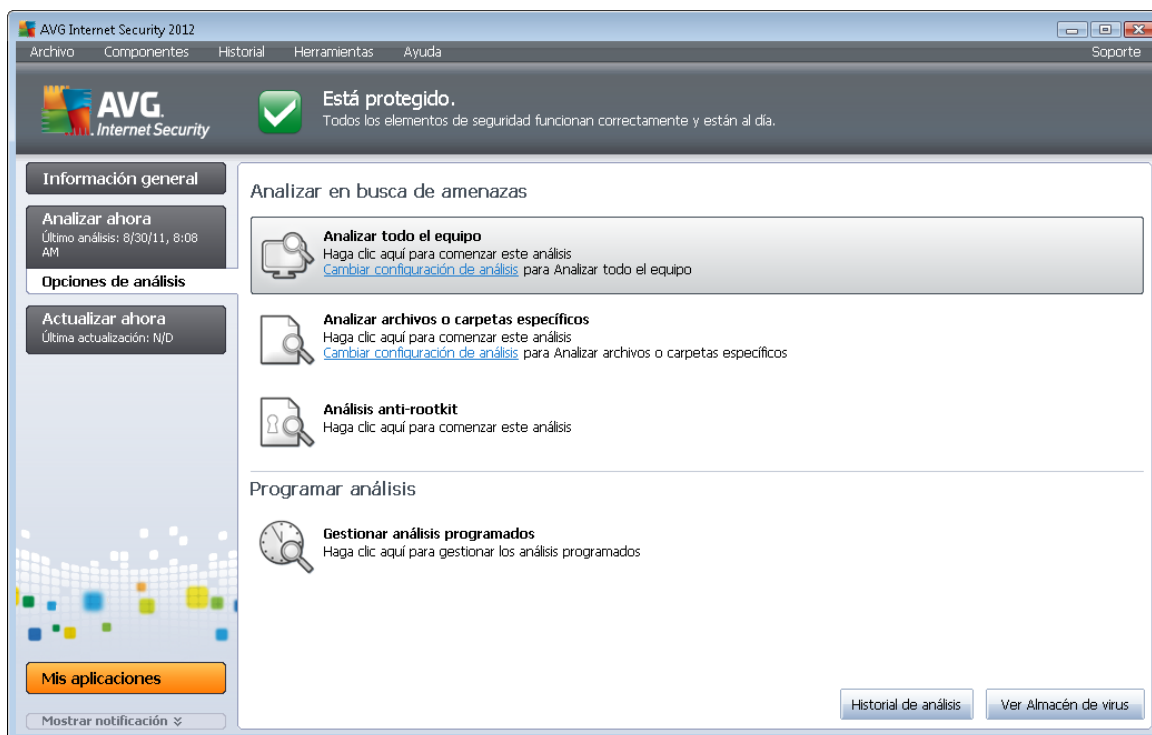 AVG Internet Security 2012
Archivo Componentes Historial Herramientas Ayuda Soporte
AVG.
Internet Security
Está protegido.
Todos los elementos de seguridad funcionan correctamente y están al día.
Información general
Analizar ahora
Último análisis: 8/30/11, 8:08
AM
Opciones de análisis
Actualizar ahora
Última actualización: N/D
Analizar en busca de amenazas
Analizar todo el equipo
Haga clic aquí para comenzar este análisis
Cambiar configuración de análisis para Analizar todo el equipo
Analizar archivos o carpetas específicos
Haga clic aquí para comenzar este análisis
Cambiar configuración de análisis para Analizar archivos o carpetas específicos
Análisis anti-rootkit
Haga clic aquí para comenzar este análisis
Programar análisis
Gestionar análisis programados
Haga clic aquí para gestionar los análisis programados
Mis aplicaciones
Mostrar notificación
Historial de análisis
Ver Almacén de virus